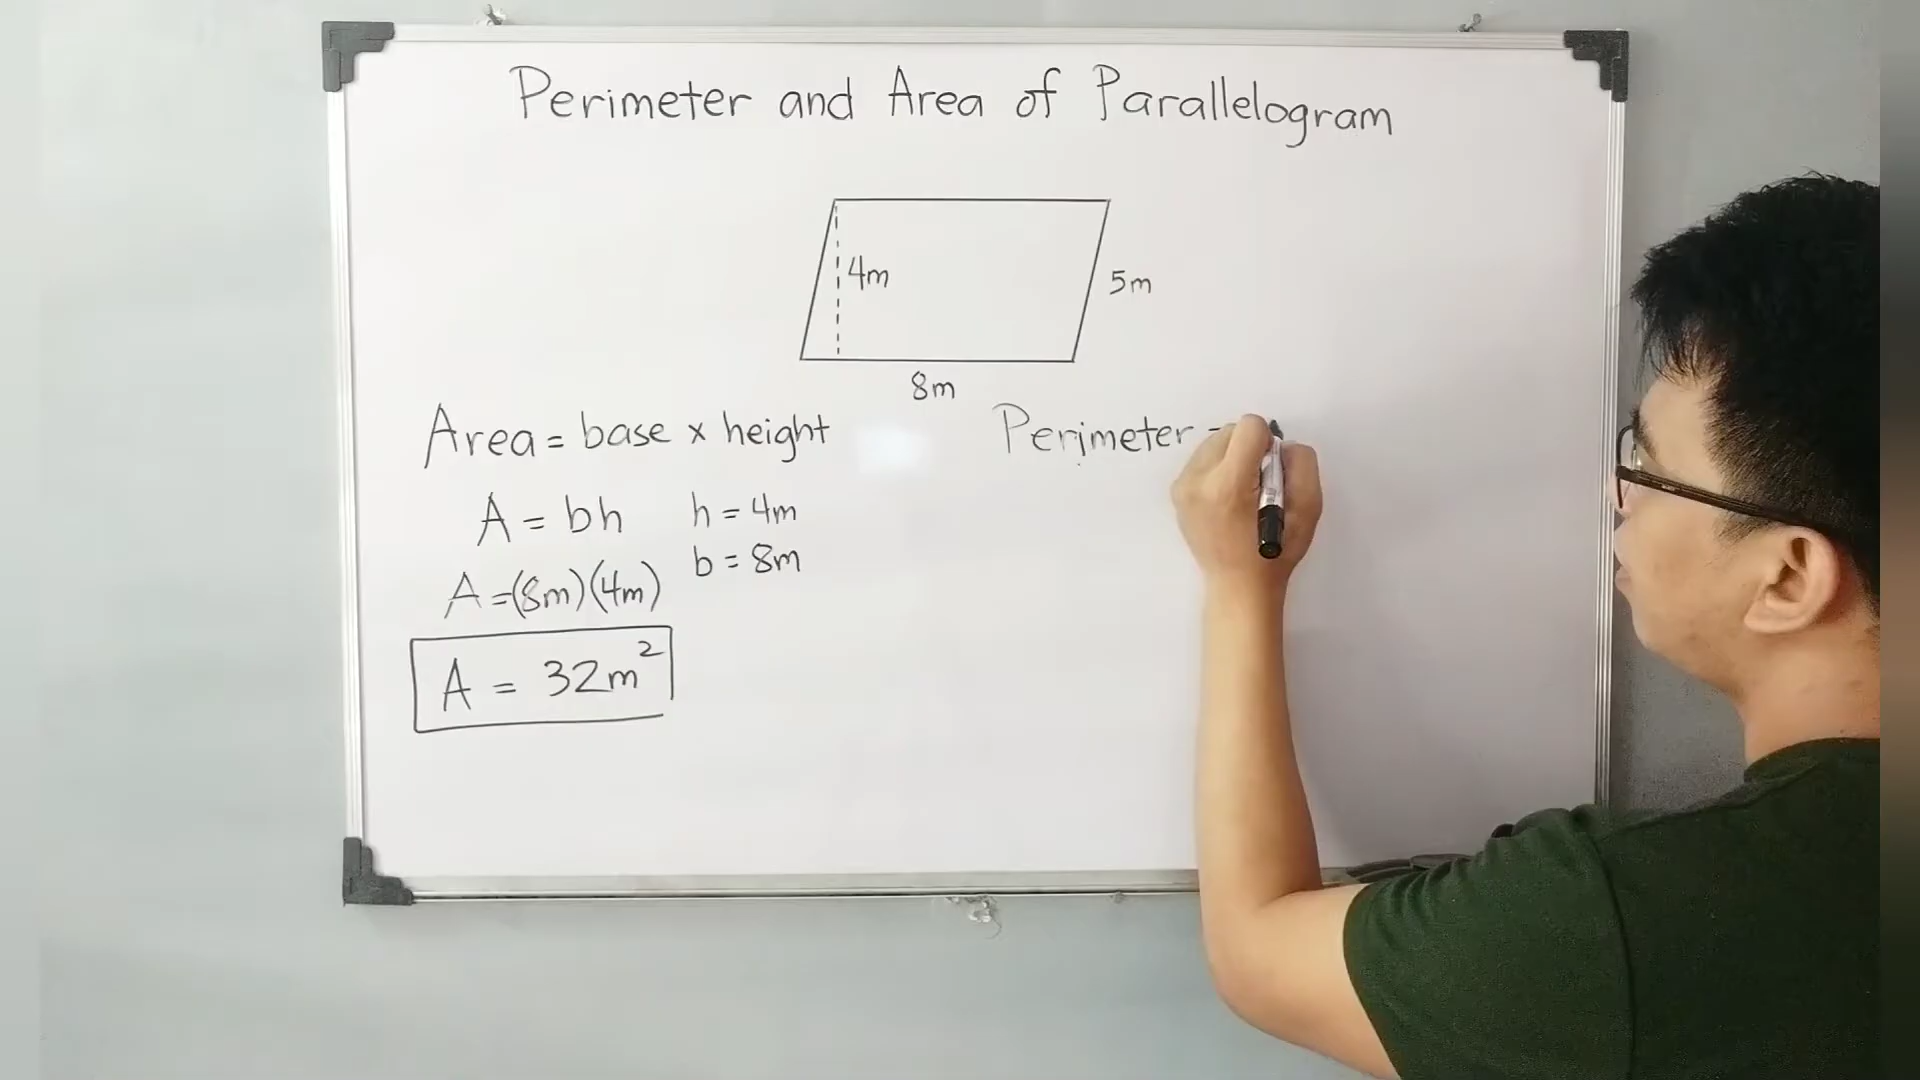 Perimeter and Area of Parallelogram
4m
5m
8m
Area = base x height
Perimeter =
A = bh
h = 4m
b = 8m
A =(8m)(4m)
A = 32m²